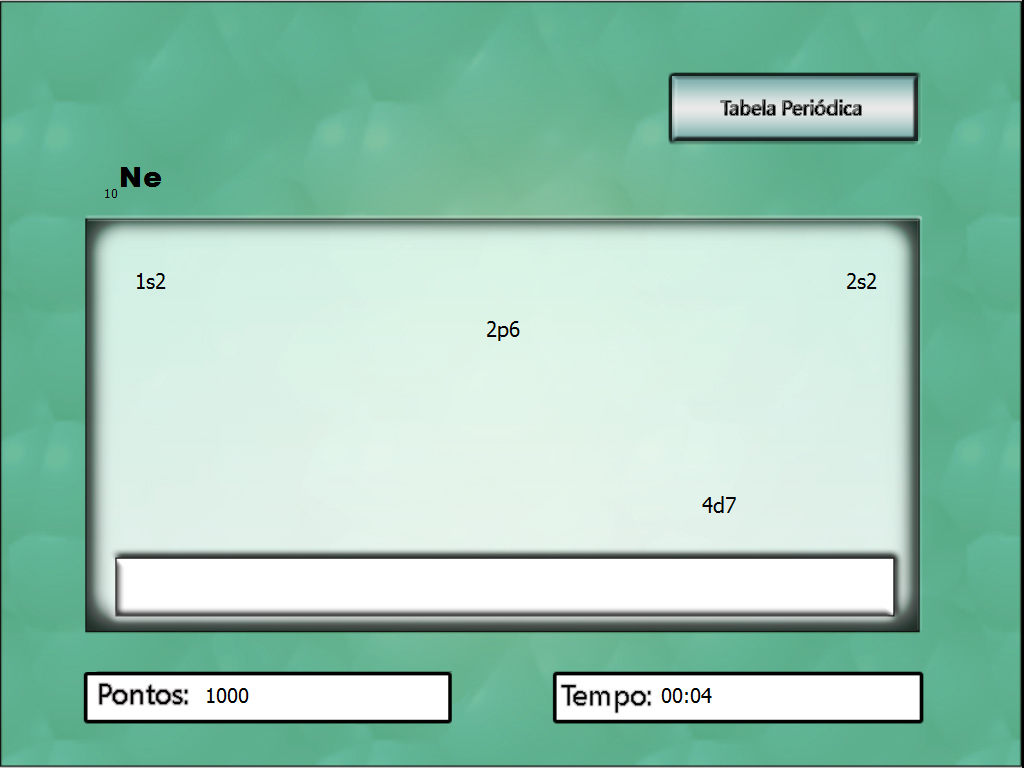 Tabela Periódica
10Ne
1s2 2s2
2p6
4d7
Pontos: 1000 Tempo: 00:04